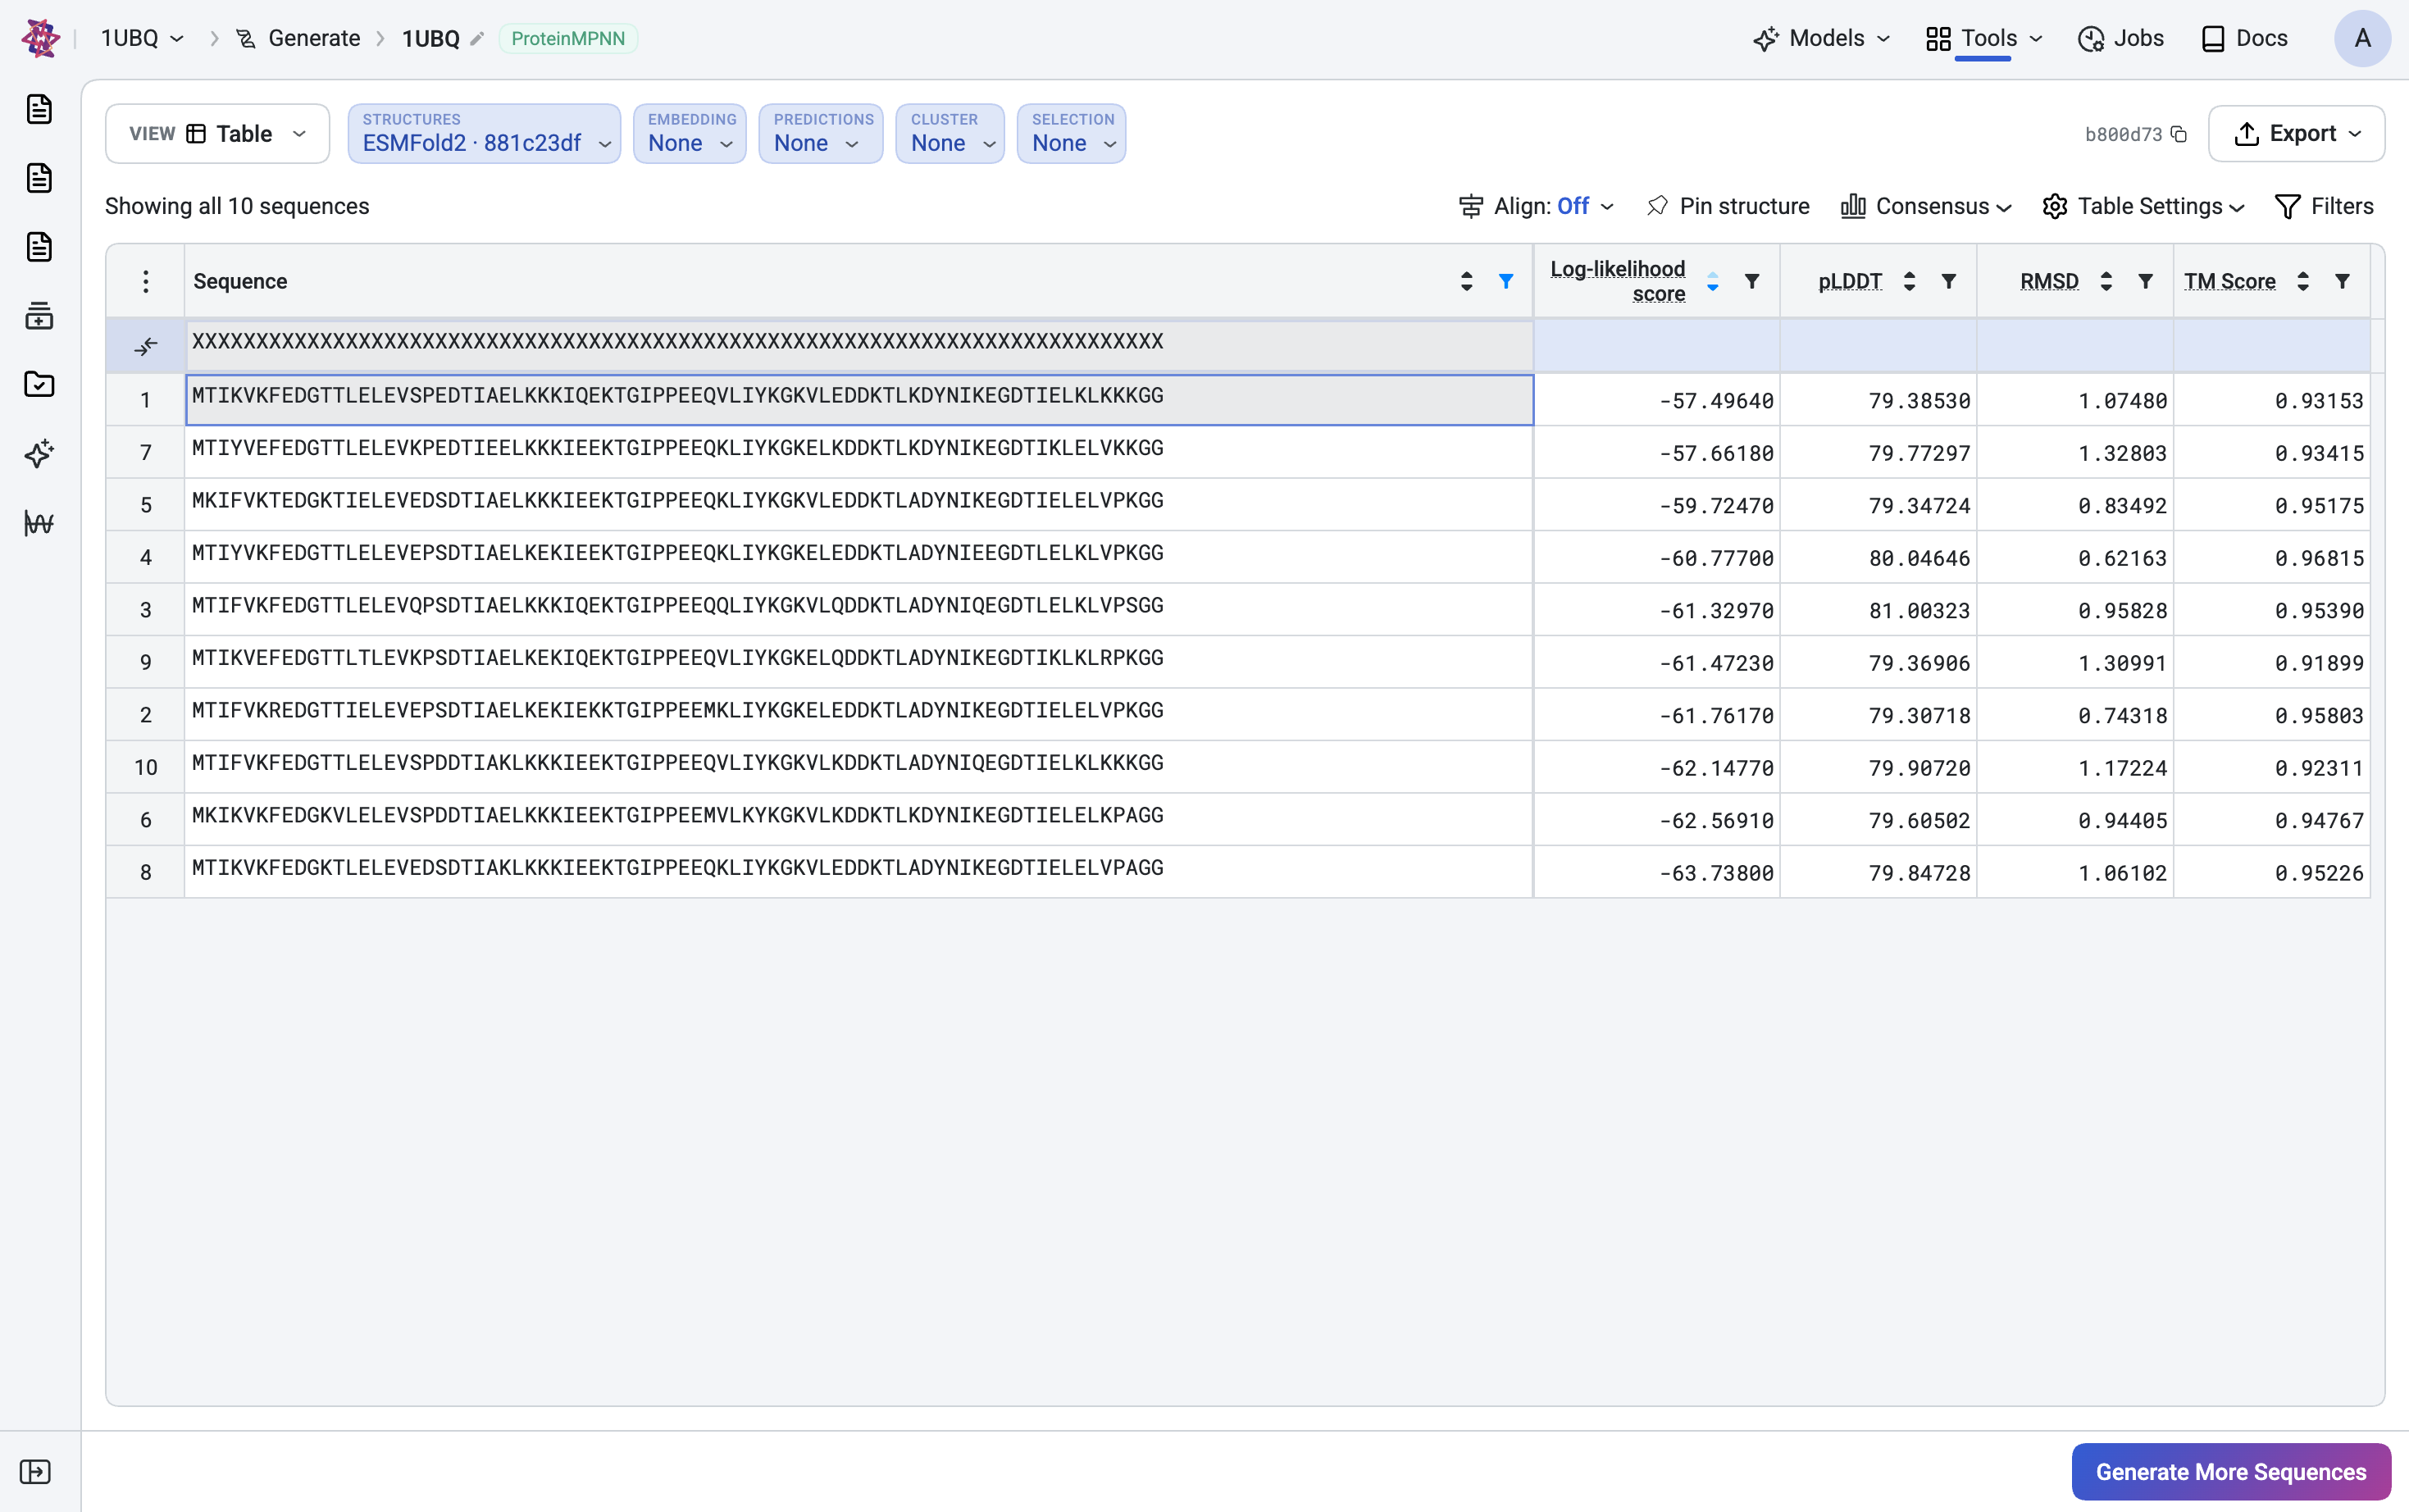 1UBQ Generate 1UBQ ProteinMPNN Models Tools Jobs Docs A
VIEW Table
STRUCTURES
ESMFold2 · 881c23df
EMBEDDING
None
PREDICTIONS
None
CLUSTER
None
SELECTION
None
b800d73 Export
Showing all 10 sequences
Align: Off Pin structure Consensus Table Settings Filters
Sequence Log-likelihood score pLDDT RMSD TM Score
XXXXXXXXXXXXXXXXXXXXXXXXXXXXXXXXXXXXXXXXXXXXXXXXXXXXXXXXXXXXXXXXXXXXXXXXXXXX
1 MTIKVKFEDGTTLELEVSPEDTIAELKKKIQEKTGIPPEEQVLIYKGKVLEDDKTLKDYNIKEGDTIELKLKKKGG -57.49640 79.38530 1.07480 0.93153
7 MTIYVEFEDGTTLELEVKPEDTIEELKKKIEEKTGIPPEEQKLIYKGKELKDDKTLKDYNIKEGDTIKLELVKKGG -57.66180 79.77297 1.32803 0.93415
5 MKIFVKTEDGKTIELEVEDSDTIAELKKKIEEKTGIPPEEQKLIYKGKVLEDDKTLADYNIKEGDTIELELVPKGG -59.72470 79.34724 0.83492 0.95175
4 MTIYVKFEDGTTLELEVEPSDTIAELKEKIEEKTGIPPEEQKLIYKGKELEDDKTLADYNIEEGDTLELKLVPKGG -60.77700 80.04646 0.62163 0.96815
3 MTIFVKFEDGTTLELEVQPSDTIAELKKKIQEKTGIPPEEQQLIYKGKVLQDDKTLADYNIQEGDTLELKLVPSGG -61.32970 81.00323 0.95828 0.95390
9 MTIKVEFEDGTTLTLEVKPSDTIAELKEKIQEKTGIPPEEQVLIYKGKELQDDKTLADYNIKEGDTIKLKLRPKGG -61.47230 79.36906 1.30991 0.91899
2 MTIFVKREDGTTIELEVEPSDTIAELKEKIEKKTGIPPEEMKLIYKGKELEDDKTLADYNIKEGDTIELELVPKGG -61.76170 79.30718 0.74318 0.95803
10 MTIFVKFEDGTTLELEVSPDDTIAKLKKKIEEKTGIPPEEQVLIYKGKVLKDDKTLADYNIQEGDTIELKLKKKGG -62.14770 79.90720 1.17224 0.92311
6 MKIKVKFEDGKVLELEVSPDDTIAELKKKIEEKTGIPPEEMVLKYKGKVLKDDKTLKDYNIKEGDTIELELKPAGG -62.56910 79.60502 0.94405 0.94767
8 MTIKVKFEDGKTLELEVEDSDTIAKLKKKIEEKTGIPPEEQKLIYKGKVLEDDKTLADYNIKEGDTIELELVPAGG -63.73800 79.84728 1.06102 0.95226
Generate More Sequences